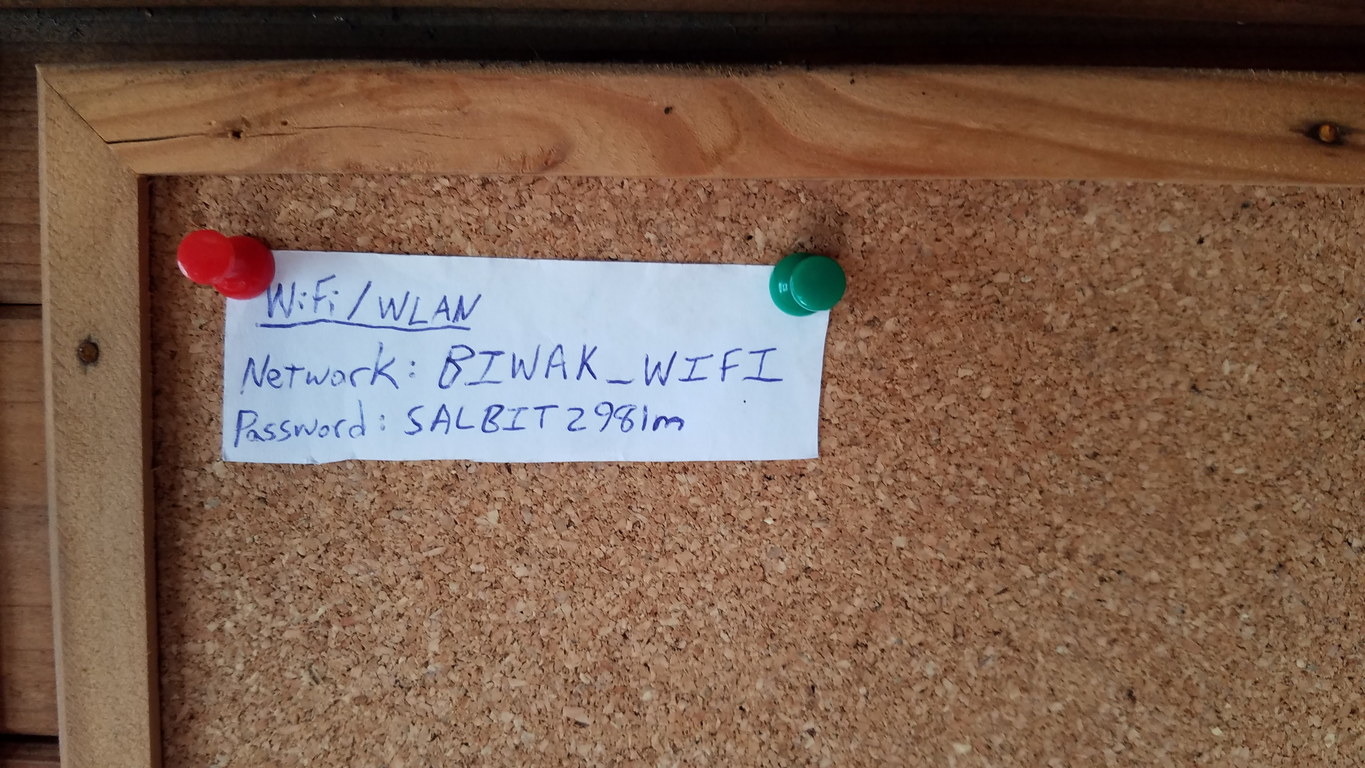 WiFi/WLAN
Network: BIWAK_WIFI
Password: SALBIT2981m